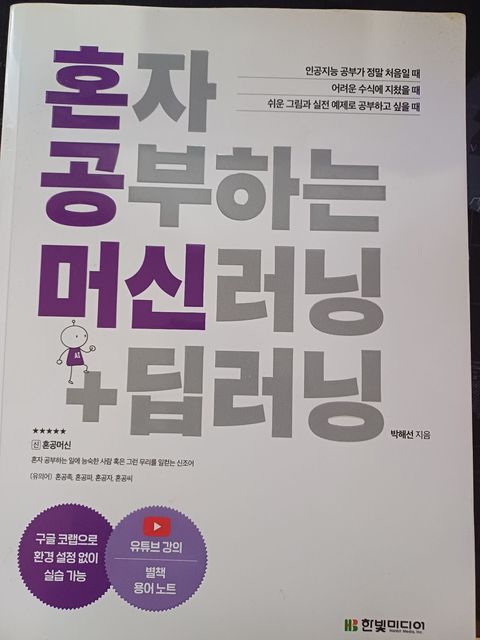 인공지능 공부가 정말 처음일 때
어려운 수식에 지쳤을 때
쉬운 그림과 실전 예제로 공부하고 싶을 때
혼자
공부하는
머신러닝
+딥러닝
AI
박해선 지음
★★★★★
신 혼공머신
혼자 공부하는 일에 능숙한 사람 혹은 그런 무리를 일컫는 신조어
(유의어) 혼공족, 혼공파, 혼공자, 혼공씨
구글 코랩으로
환경 설정 없이
실습 가능
유튜브 강의
별책
용어 노트
HB 한빛미디어
Hanbit Media, Inc.